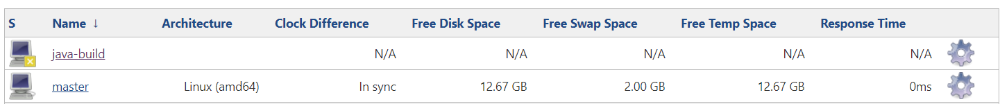 S Name ↓ Architecture Clock Difference Free Disk Space Free Swap Space Free Temp Space Response Time
java-build N/A N/A N/A N/A N/A
master Linux (amd64) In sync 12.67 GB 2.00 GB 12.67 GB 0ms